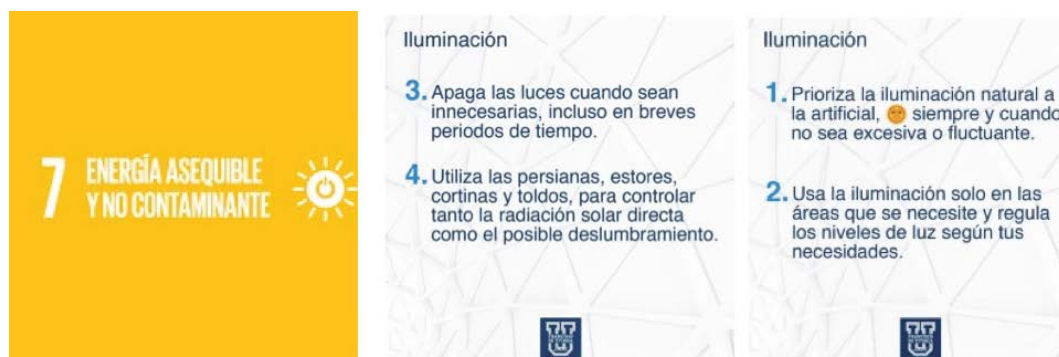 7 ENERGÍA ASEQUIBLE
Y NO CONTAMINANTE
Iluminación
3. Apaga las luces cuando sean
innecesarias, incluso en breves
periodos de tiempo.
4. Utiliza las persianas, estores,
cortinas y toldos, para controlar
tanto la radiación solar directa
como el posible deslumbramiento.
Iluminación
1. Prioriza la iluminación natural a
la artificial, siempre y cuando
no sea excesiva o fluctuante.
2. Usa la iluminación solo en las
áreas que se necesite y regula
los niveles de luz según tus
necesidades.